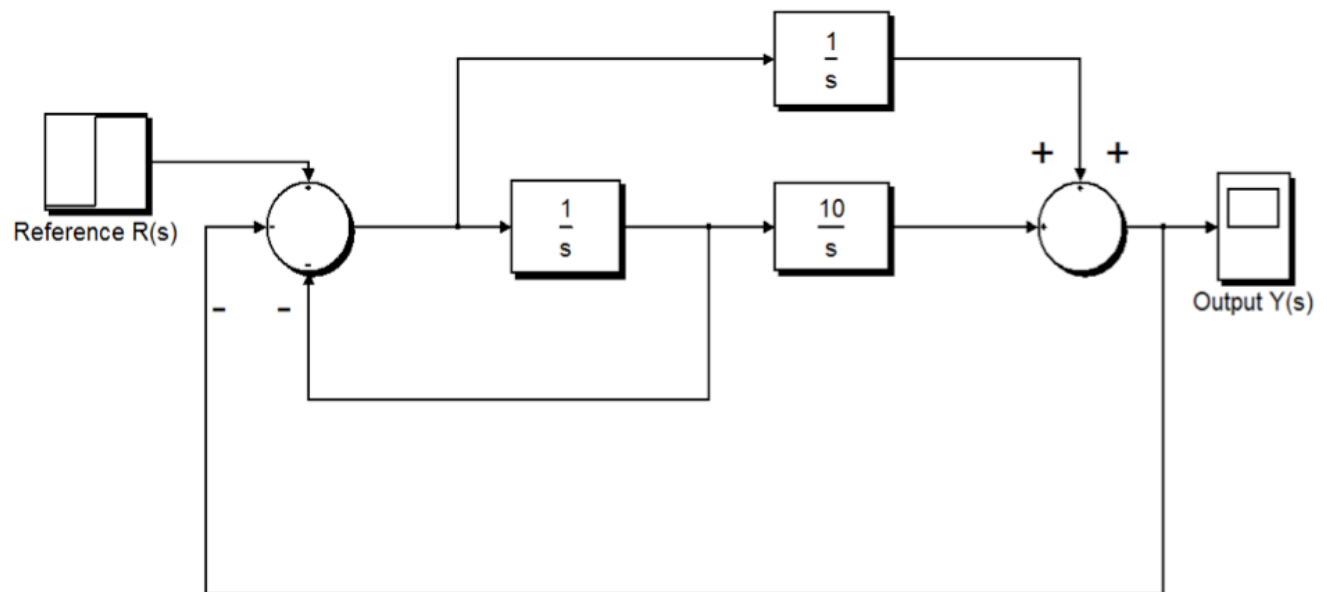 1
s
+ +
Reference R(s)
+
-
-
1
s
10
s
+
+
Output Y(s)
- -